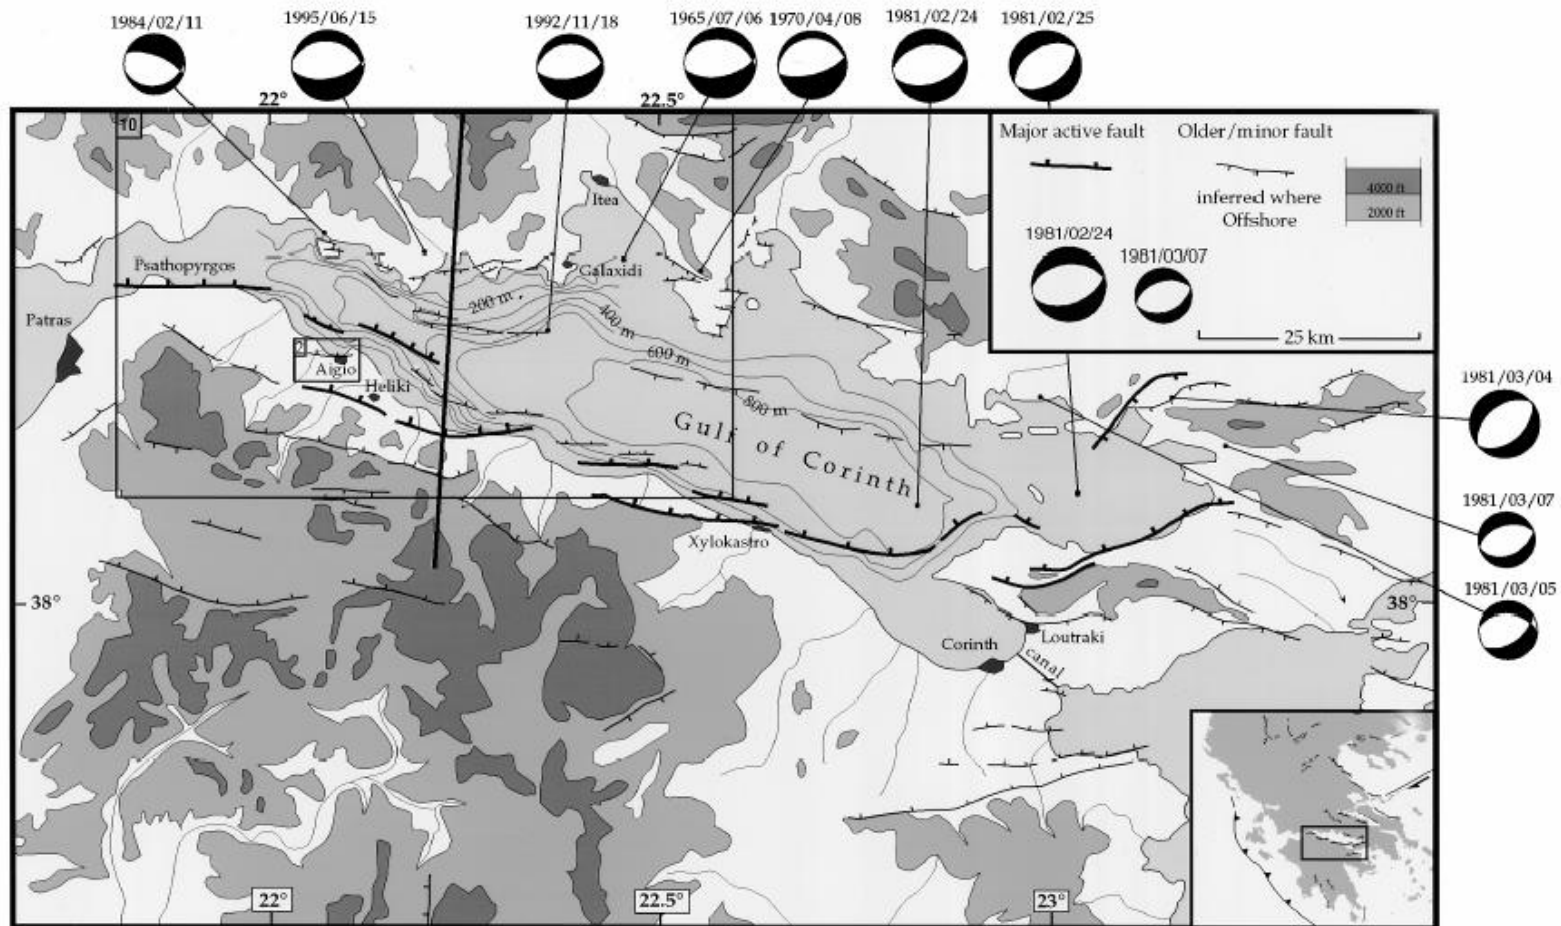 1984/02/11
1995/06/15
1992/11/18
1965/07/06
1970/04/08
1981/02/24
1981/02/25
22°
22.5°
10
Major active fault
Older/minor fault
inferred where
Offshore
4000 ft
2000 ft
1981/02/24
1981/03/07
25 km
Itea
Galaxidi
Psathopyrgos
Patras
200 m
400 m
600 m
800 m
2
Aigio
Heliki
Gulf of Corinth
1981/03/04
1981/03/07
1981/03/05
Xylokastro
38°
38°
Corinth
Loutraki
canal
22°
22.5°
23°